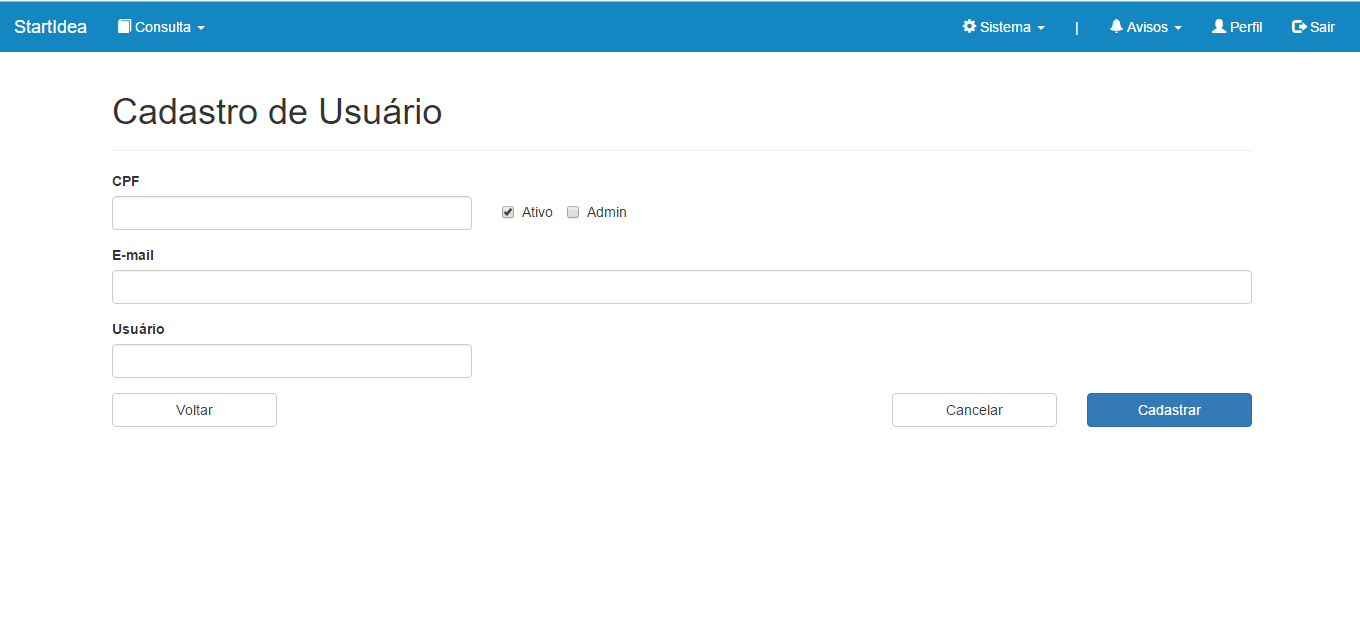 StartIdea Consulta Sistema | Avisos Perfil Sair
Cadastro de Usuário
CPF
Ativo Admin
E-mail
Usuário
Voltar Cancelar Cadastrar